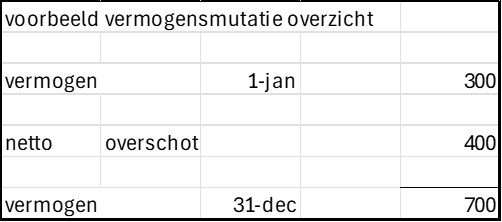 voorbeeld vermogensmutatie overzicht
vermogen 1-jan 300
netto overschot 400
vermogen 31-dec 700